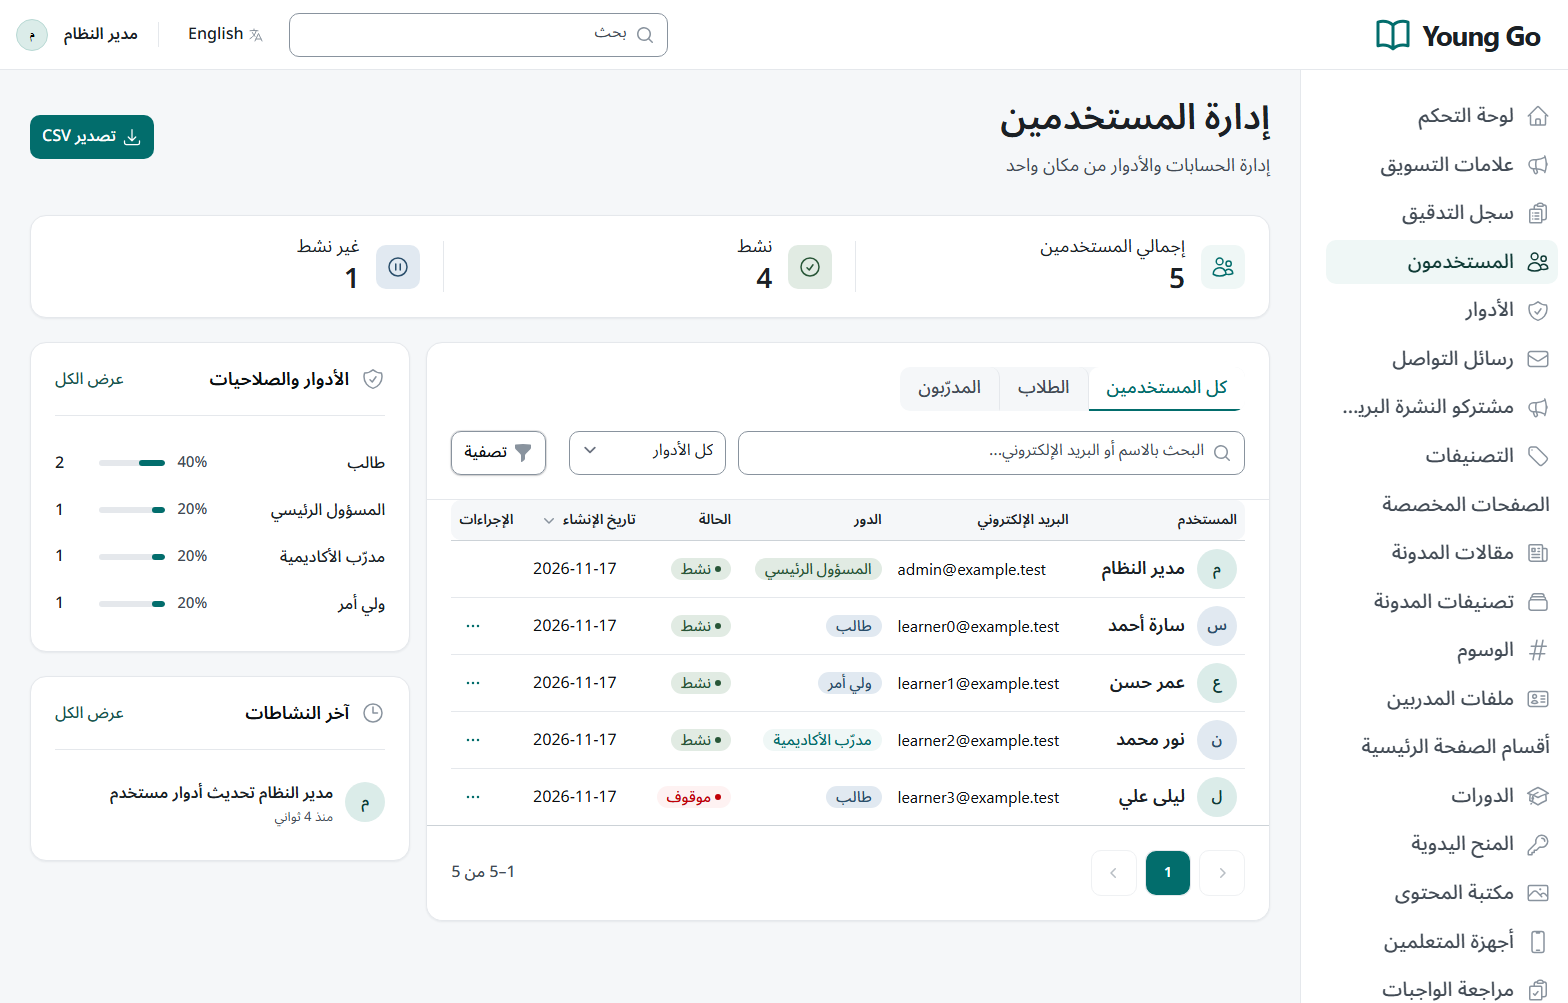 Young Go
بحث
English
مدير النظام
م
لوحة التحكم
علامات التسويق
سجل التدقيق
المستخدمون
الأدوار
رسائل التواصل
مشتركو النشرة البريـ...
التصنيفات
الصفحات المخصصة
مقالات المدونة
تصنيفات المدونة
الوسوم
ملفات المدربين
أقسام الصفحة الرئيسية
الدورات
المنح اليدوية
مكتبة المحتوى
أجهزة المتعلمين
مراجعة الواجبات
إدارة المستخدمين
إدارة الحسابات والأدوار من مكان واحد
تصدير CSV
إجمالي المستخدمين
5
نشط
4
غير نشط
1
كل المستخدمين الطلاب المدرّبون
البحث بالاسم أو البريد الإلكتروني... كل الأدوار تصفية
المستخدم البريد الإلكتروني الدور الحالة تاريخ الإنشاء الإجراءات
م مدير النظام admin@example.test المسؤول الرئيسي نشط 2026-11-17
س سارة أحمد learner0@example.test طالب نشط 2026-11-17 ...
ع عمر حسن learner1@example.test ولي أمر نشط 2026-11-17 ...
ن نور محمد learner2@example.test مدرّب الأكاديمية نشط 2026-11-17 ...
ل ليلى علي learner3@example.test طالب موقوف 2026-11-17 ...
1
1–5 من 5
الأدوار والصلاحيات عرض الكل
طالب 40% 2
المسؤول الرئيسي 20% 1
مدرّب الأكاديمية 20% 1
ولي أمر 20% 1
آخر النشاطات عرض الكل
م مدير النظام تحديث أدوار مستخدم
منذ 4 ثواني